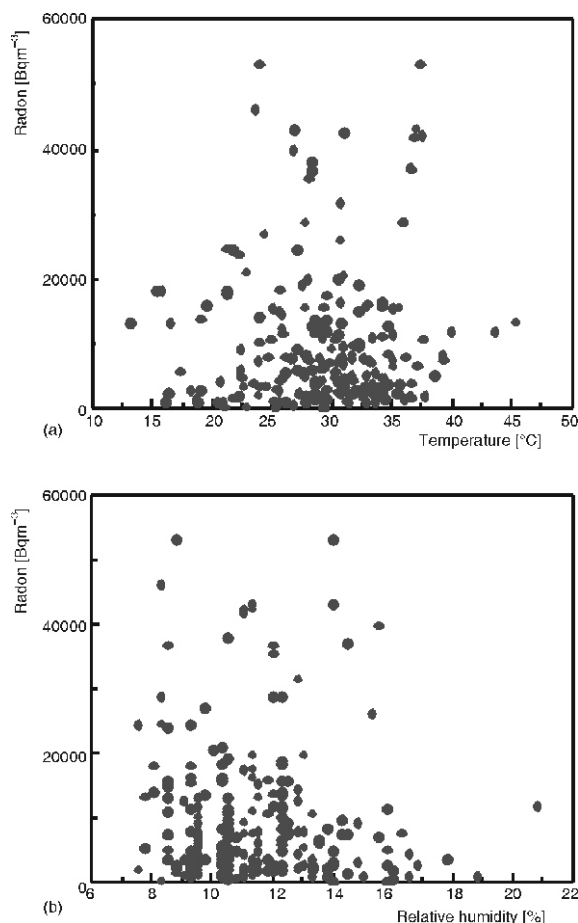 60000
Radon [Bqm⁻³]
40000
20000
0
10 15 20 25 30 35 40 45 50
(a)
Temperature [°C]
60000
Radon [Bqm⁻³]
40000
20000
0
6 8 10 12 14 16 18 20 22
(b)
Relative humidity [%]